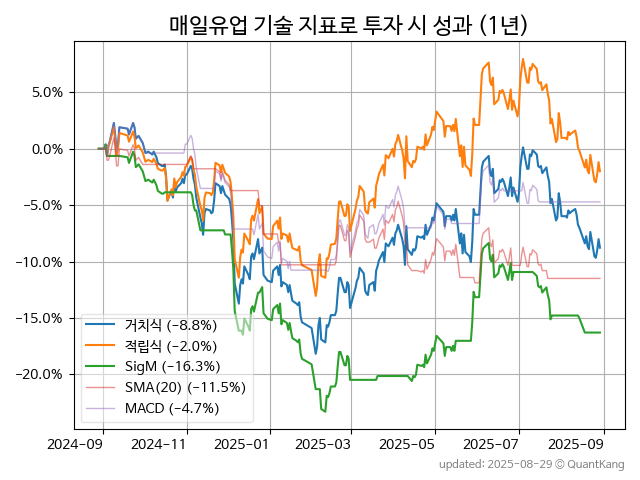 매일유업 기술 지표로 투자 시 성과 (1년)
5.0%
0.0%
−5.0%
−10.0%
−15.0%
−20.0%
거치식 (−8.8%)
적립식 (−2.0%)
SigM (−16.3%)
SMA(20) (−11.5%)
MACD (−4.7%)
2024-09 2024-11 2025-01 2025-03 2025-05 2025-07 2025-09
updated: 2025-08-29 © QuantKang